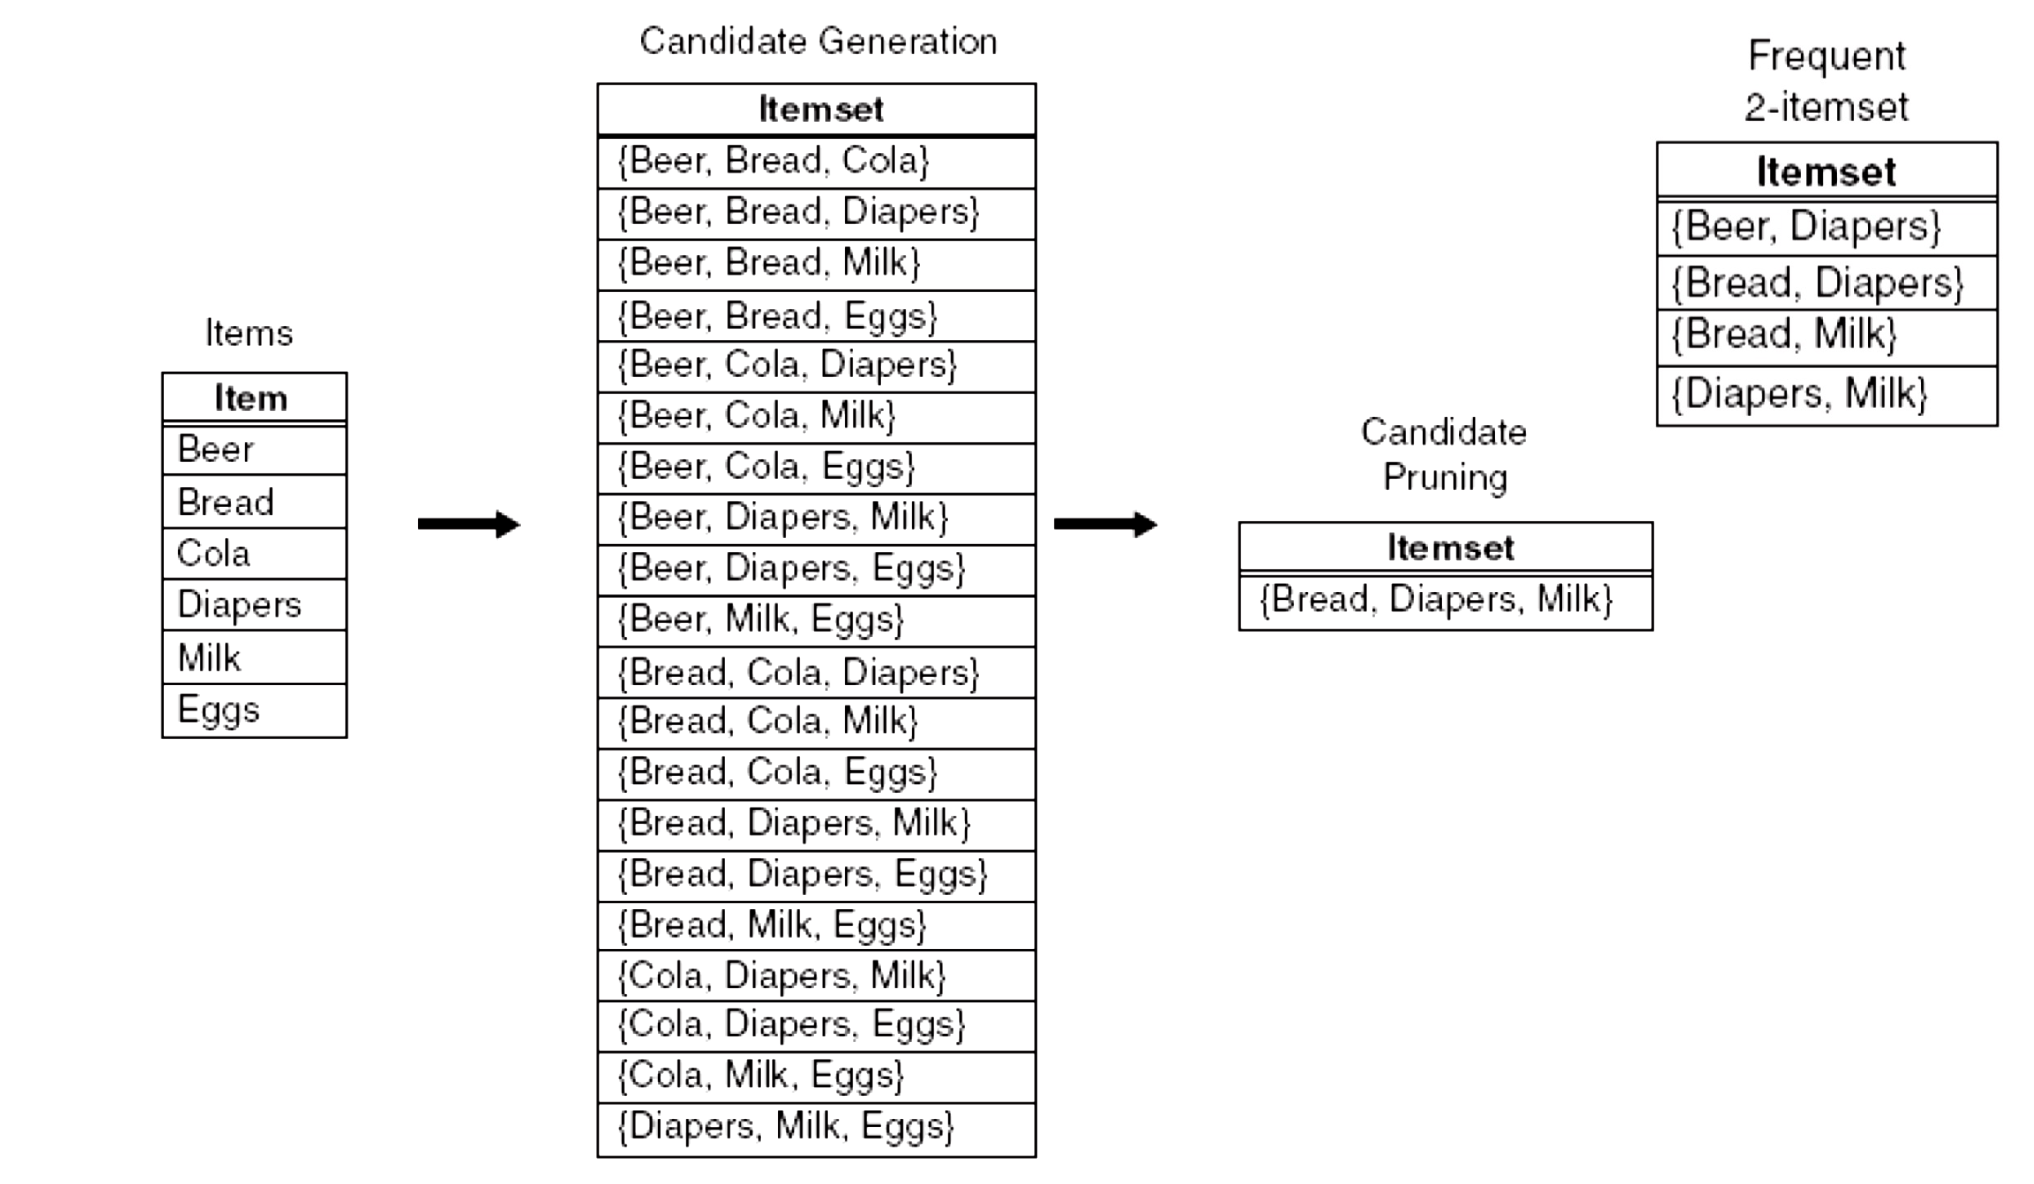 Items
Item
Beer
Bread
Cola
Diapers
Milk
Eggs
Candidate Generation
Itemset
{Beer, Bread, Cola}
{Beer, Bread, Diapers}
{Beer, Bread, Milk}
{Beer, Bread, Eggs}
{Beer, Cola, Diapers}
{Beer, Cola, Milk}
{Beer, Cola, Eggs}
{Beer, Diapers, Milk}
{Beer, Diapers, Eggs}
{Beer, Milk, Eggs}
{Bread, Cola, Diapers}
{Bread, Cola, Milk}
{Bread, Cola, Eggs}
{Bread, Diapers, Milk}
{Bread, Diapers, Eggs}
{Bread, Milk, Eggs}
{Cola, Diapers, Milk}
{Cola, Diapers, Eggs}
{Cola, Milk, Eggs}
{Diapers, Milk, Eggs}
Candidate
Pruning
Itemset
{Bread, Diapers, Milk}
Frequent
2-itemset
Itemset
{Beer, Diapers}
{Bread, Diapers}
{Bread, Milk}
{Diapers, Milk}